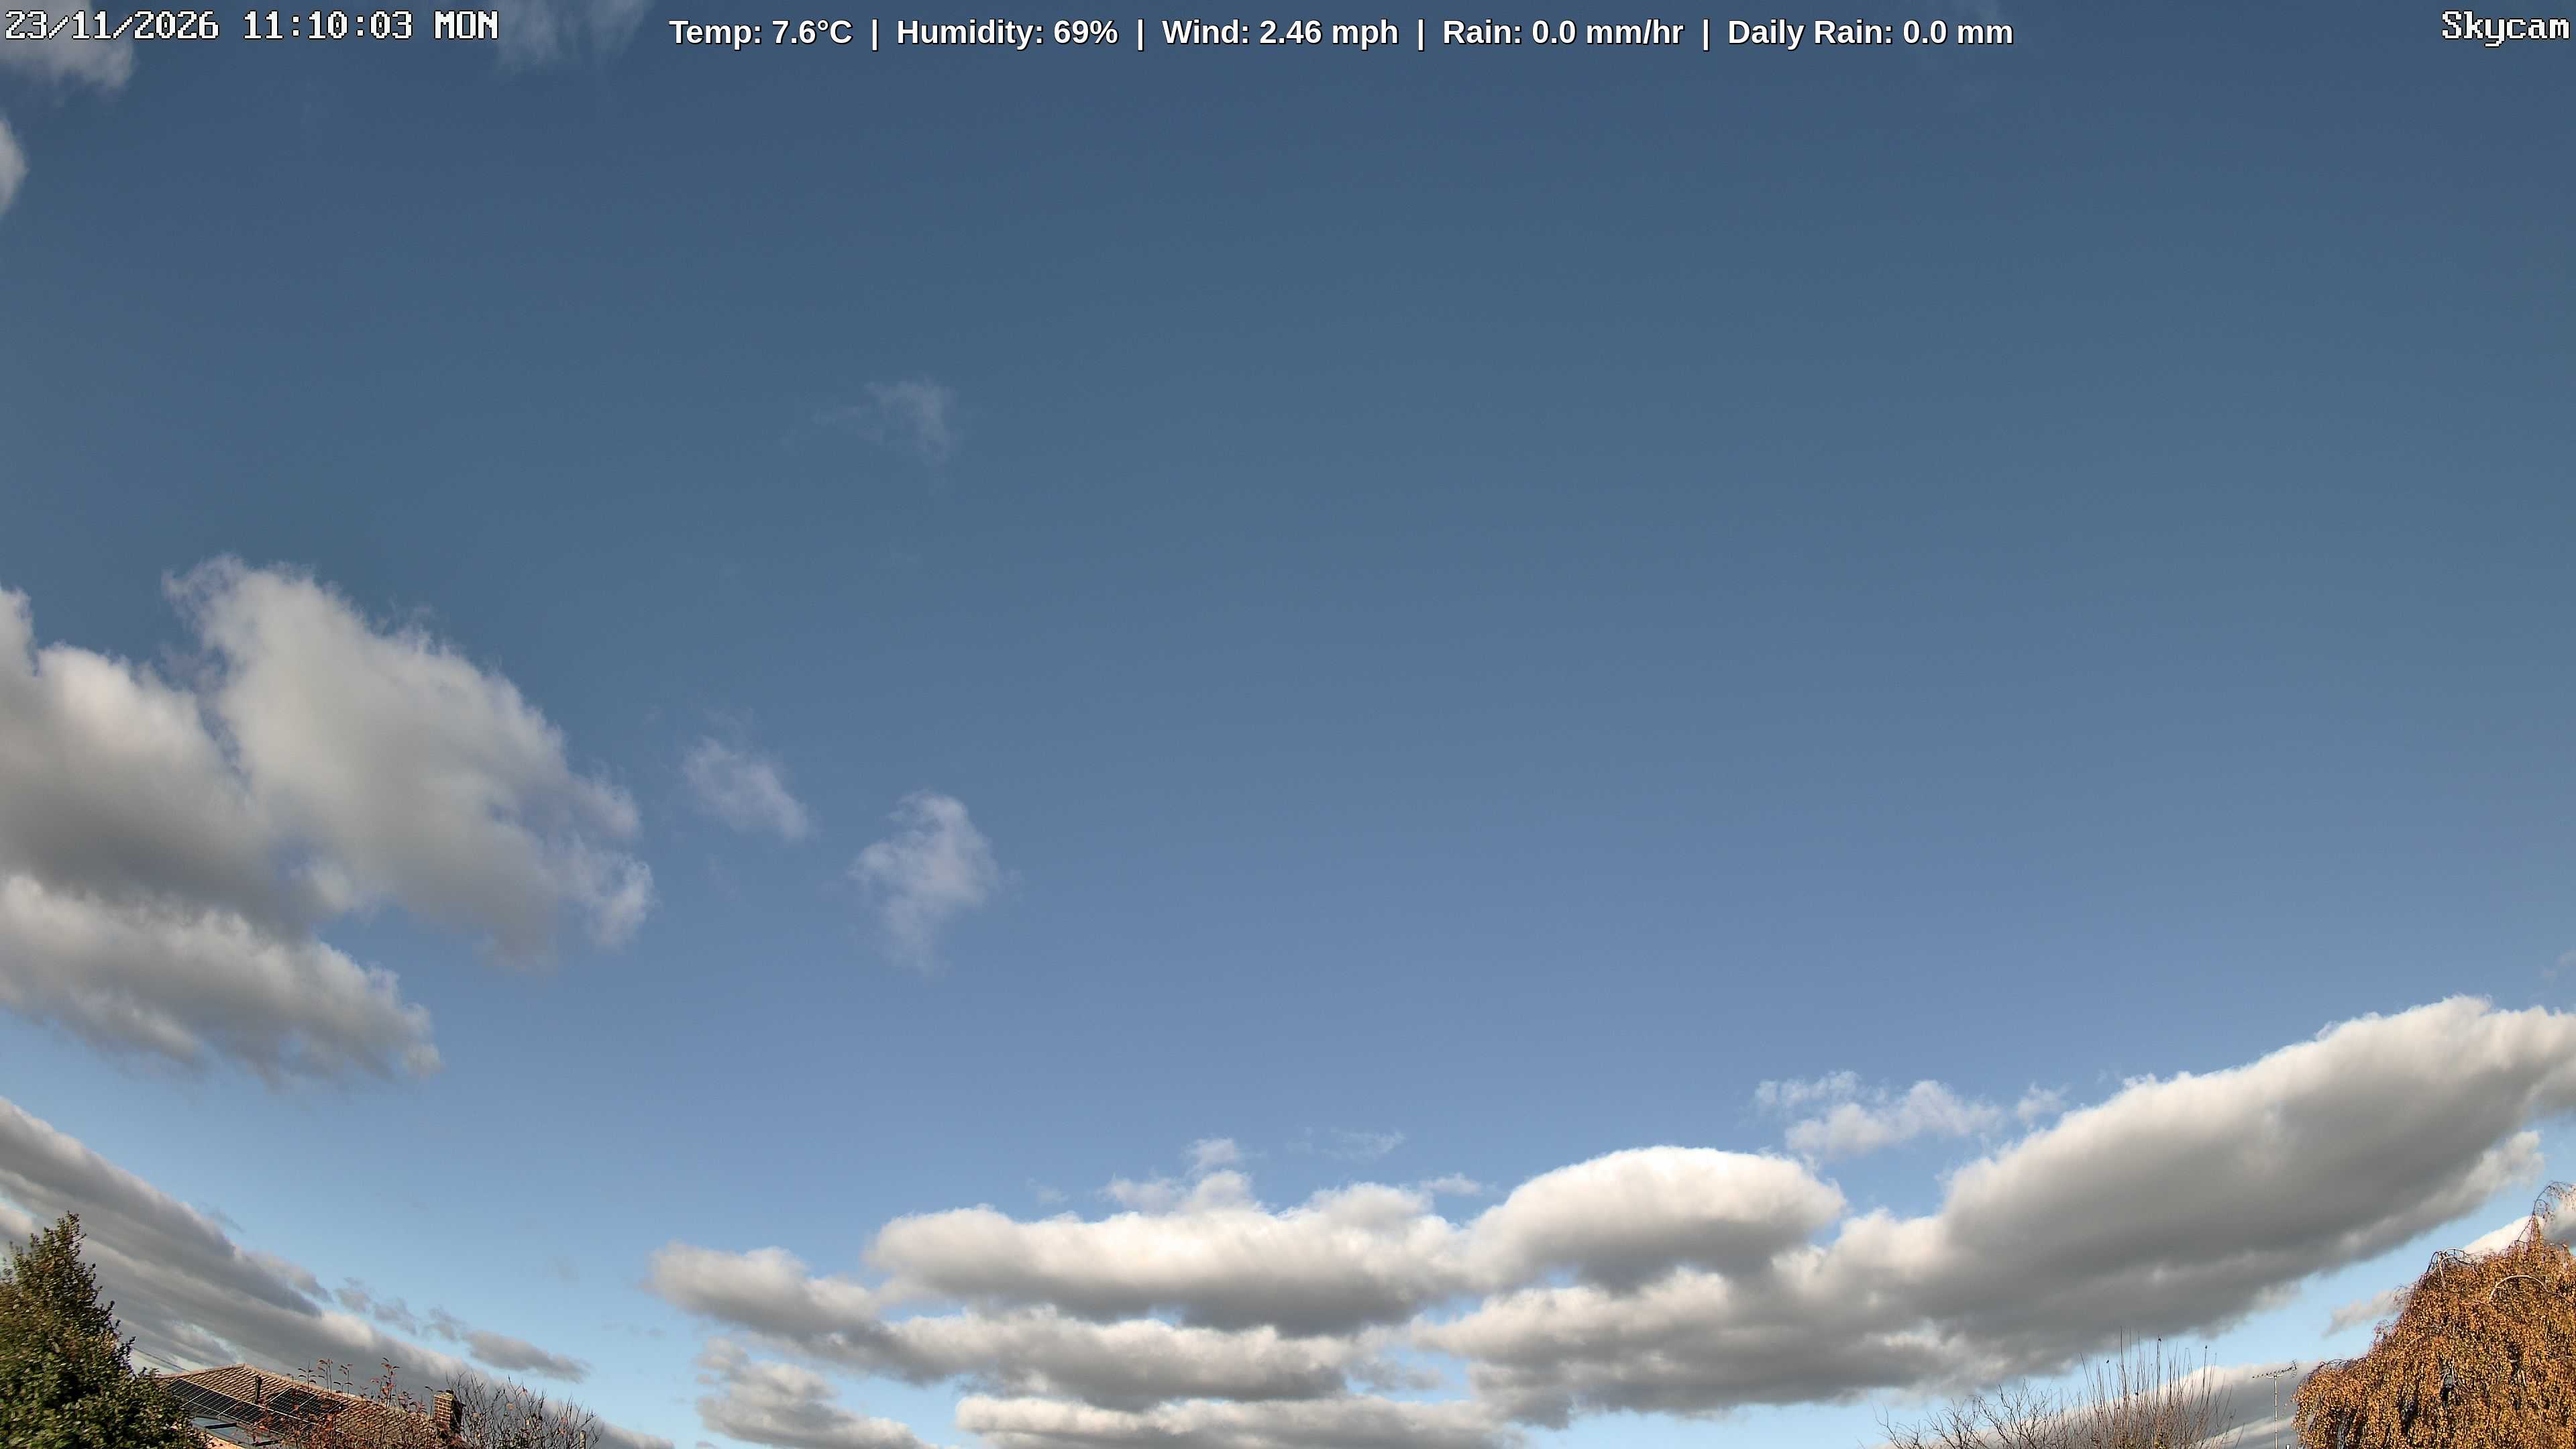 23/11/2026 11:10:03 MON
Temp: 7.6°C | Humidity: 69% | Wind: 2.46 mph | Rain: 0.0 mm/hr | Daily Rain: 0.0 mm
Skycam